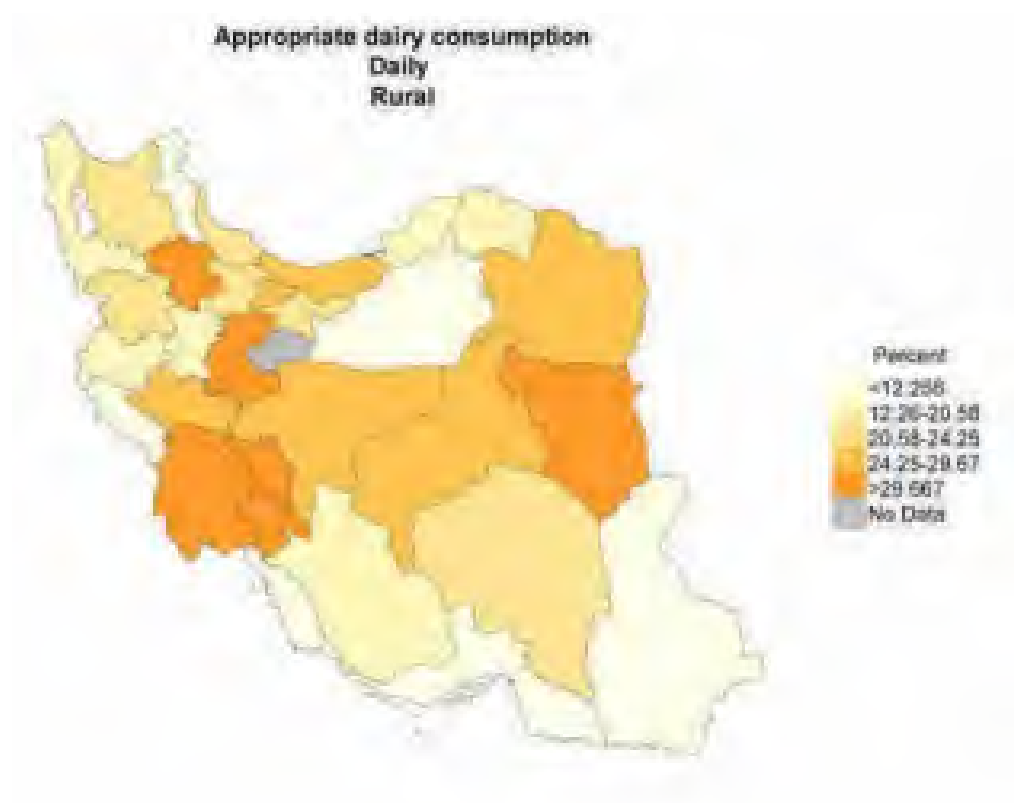 Appropriate dairy consumption
Daily
Rural
Percent
<12.258
12.26-20.58
20.58-24.25
24.25-29.67
>29.667
No Data